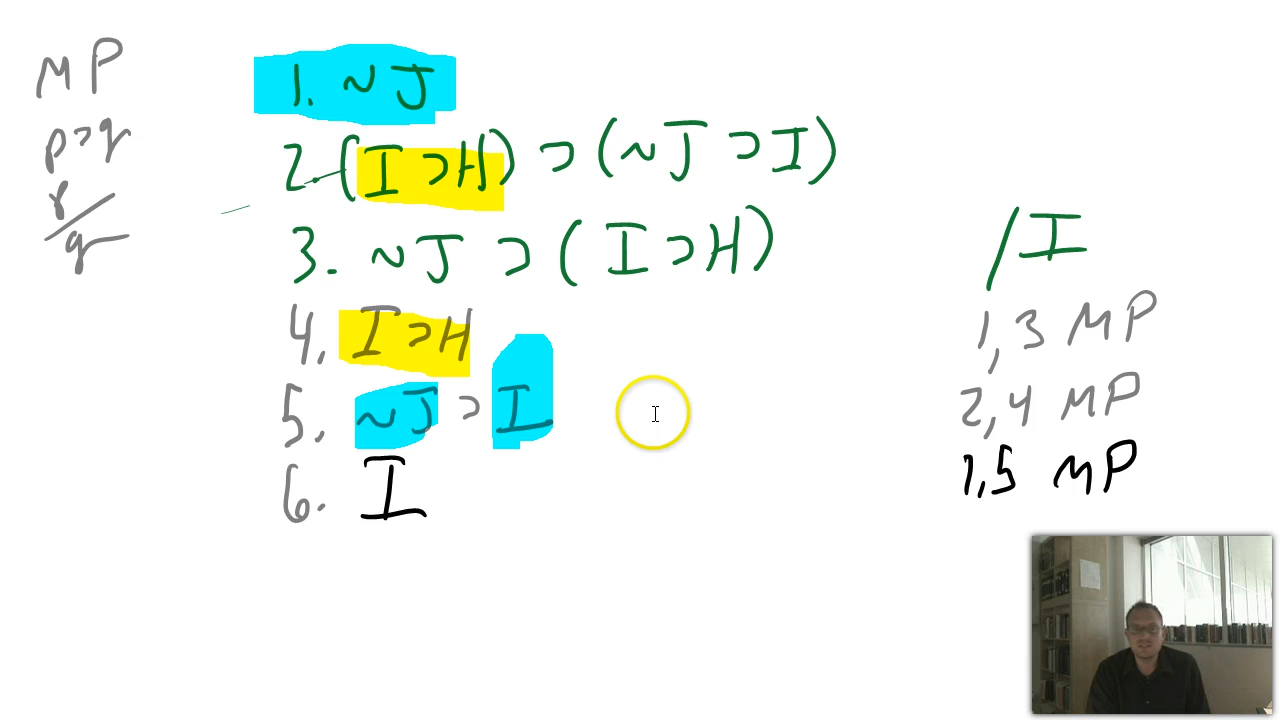 MP
p⊃q
p
q
1. ~J
2. (I⊃H) ⊃ (~J⊃I)
3. ~J ⊃ (I⊃H) /I
4. I⊃H 1,3 MP
5. ~J ⊃ I 2,4 MP
6. I 1,5 MP